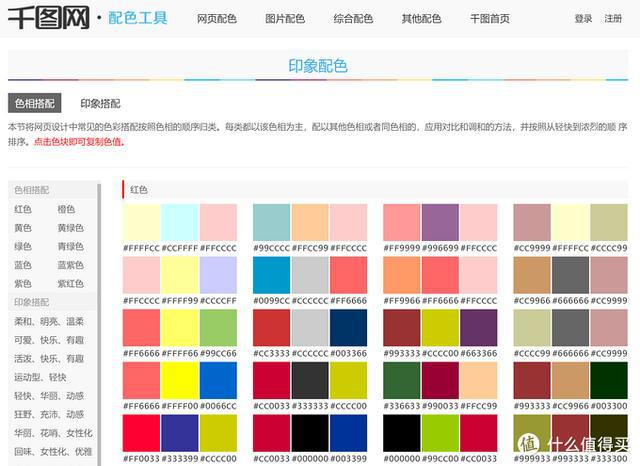 千图网·配色工具 网页配色 图片配色 综合配色 其他配色 千图首页 登录 注册
印象配色
色相搭配 印象搭配
本节将网页设计中常见的色彩搭配按照色相的顺序归类。每类都以该色相为主，配以其他色相或者同色相的，应用对比和调和的方法，并按照从轻快到浓烈的顺 序
排序。点击色块即可复制色值。
色相搭配
红色 橙色
黄色 黄绿色
绿色 青绿色
蓝色 蓝紫色
紫色 紫红色
印象搭配
柔和、明亮、温柔
可爱、快乐、有趣
活泼、快乐、有趣
运动型、轻快
轻快、华丽、动感
狂野、充沛、动感
华丽、花哨、女性化
回味、女性化、优雅
红色
#FFFFCC #CCFFFF #FFCCCC #99CCCC #FFCC99 #FFCCCC #FF9999 #996699 #FFCCCC #CC9999 #FFFFCC #CCCC99
#FFCCCC #FFFF99 #CCCCFF #0099CC #CCCCCC #FF6666 #FF9966 #FF6666 #FFCCCC #CC9966 #666666 #CC9999
#FF6666 #FFFF66 #99CC66 #CC3333 #CCCCCC #003366 #993333 #CCCC00 #663366 #CCCC99 #666666 #CC9999
#FF6666 #FFFF00 #0066CC #CC0033 #333333 #CCCC00 #336633 #990033 #FFCC99 #993333 #CC9966 #003300
#FF0033 #333399 #CCCC00 #CC0033 #000000 #003399 #000000 #99CC00 #CC0033 #999933 #993333 #333300
值 什么值得买